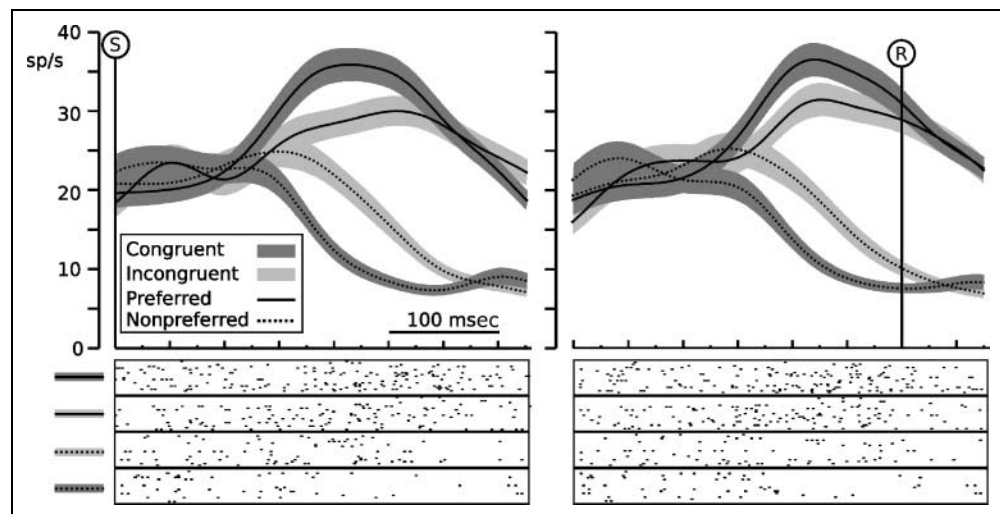 40
S
sp/s
R
30
20
Congruent
10
Incongruent
Preferred
Nonpreferred
100 msec
0